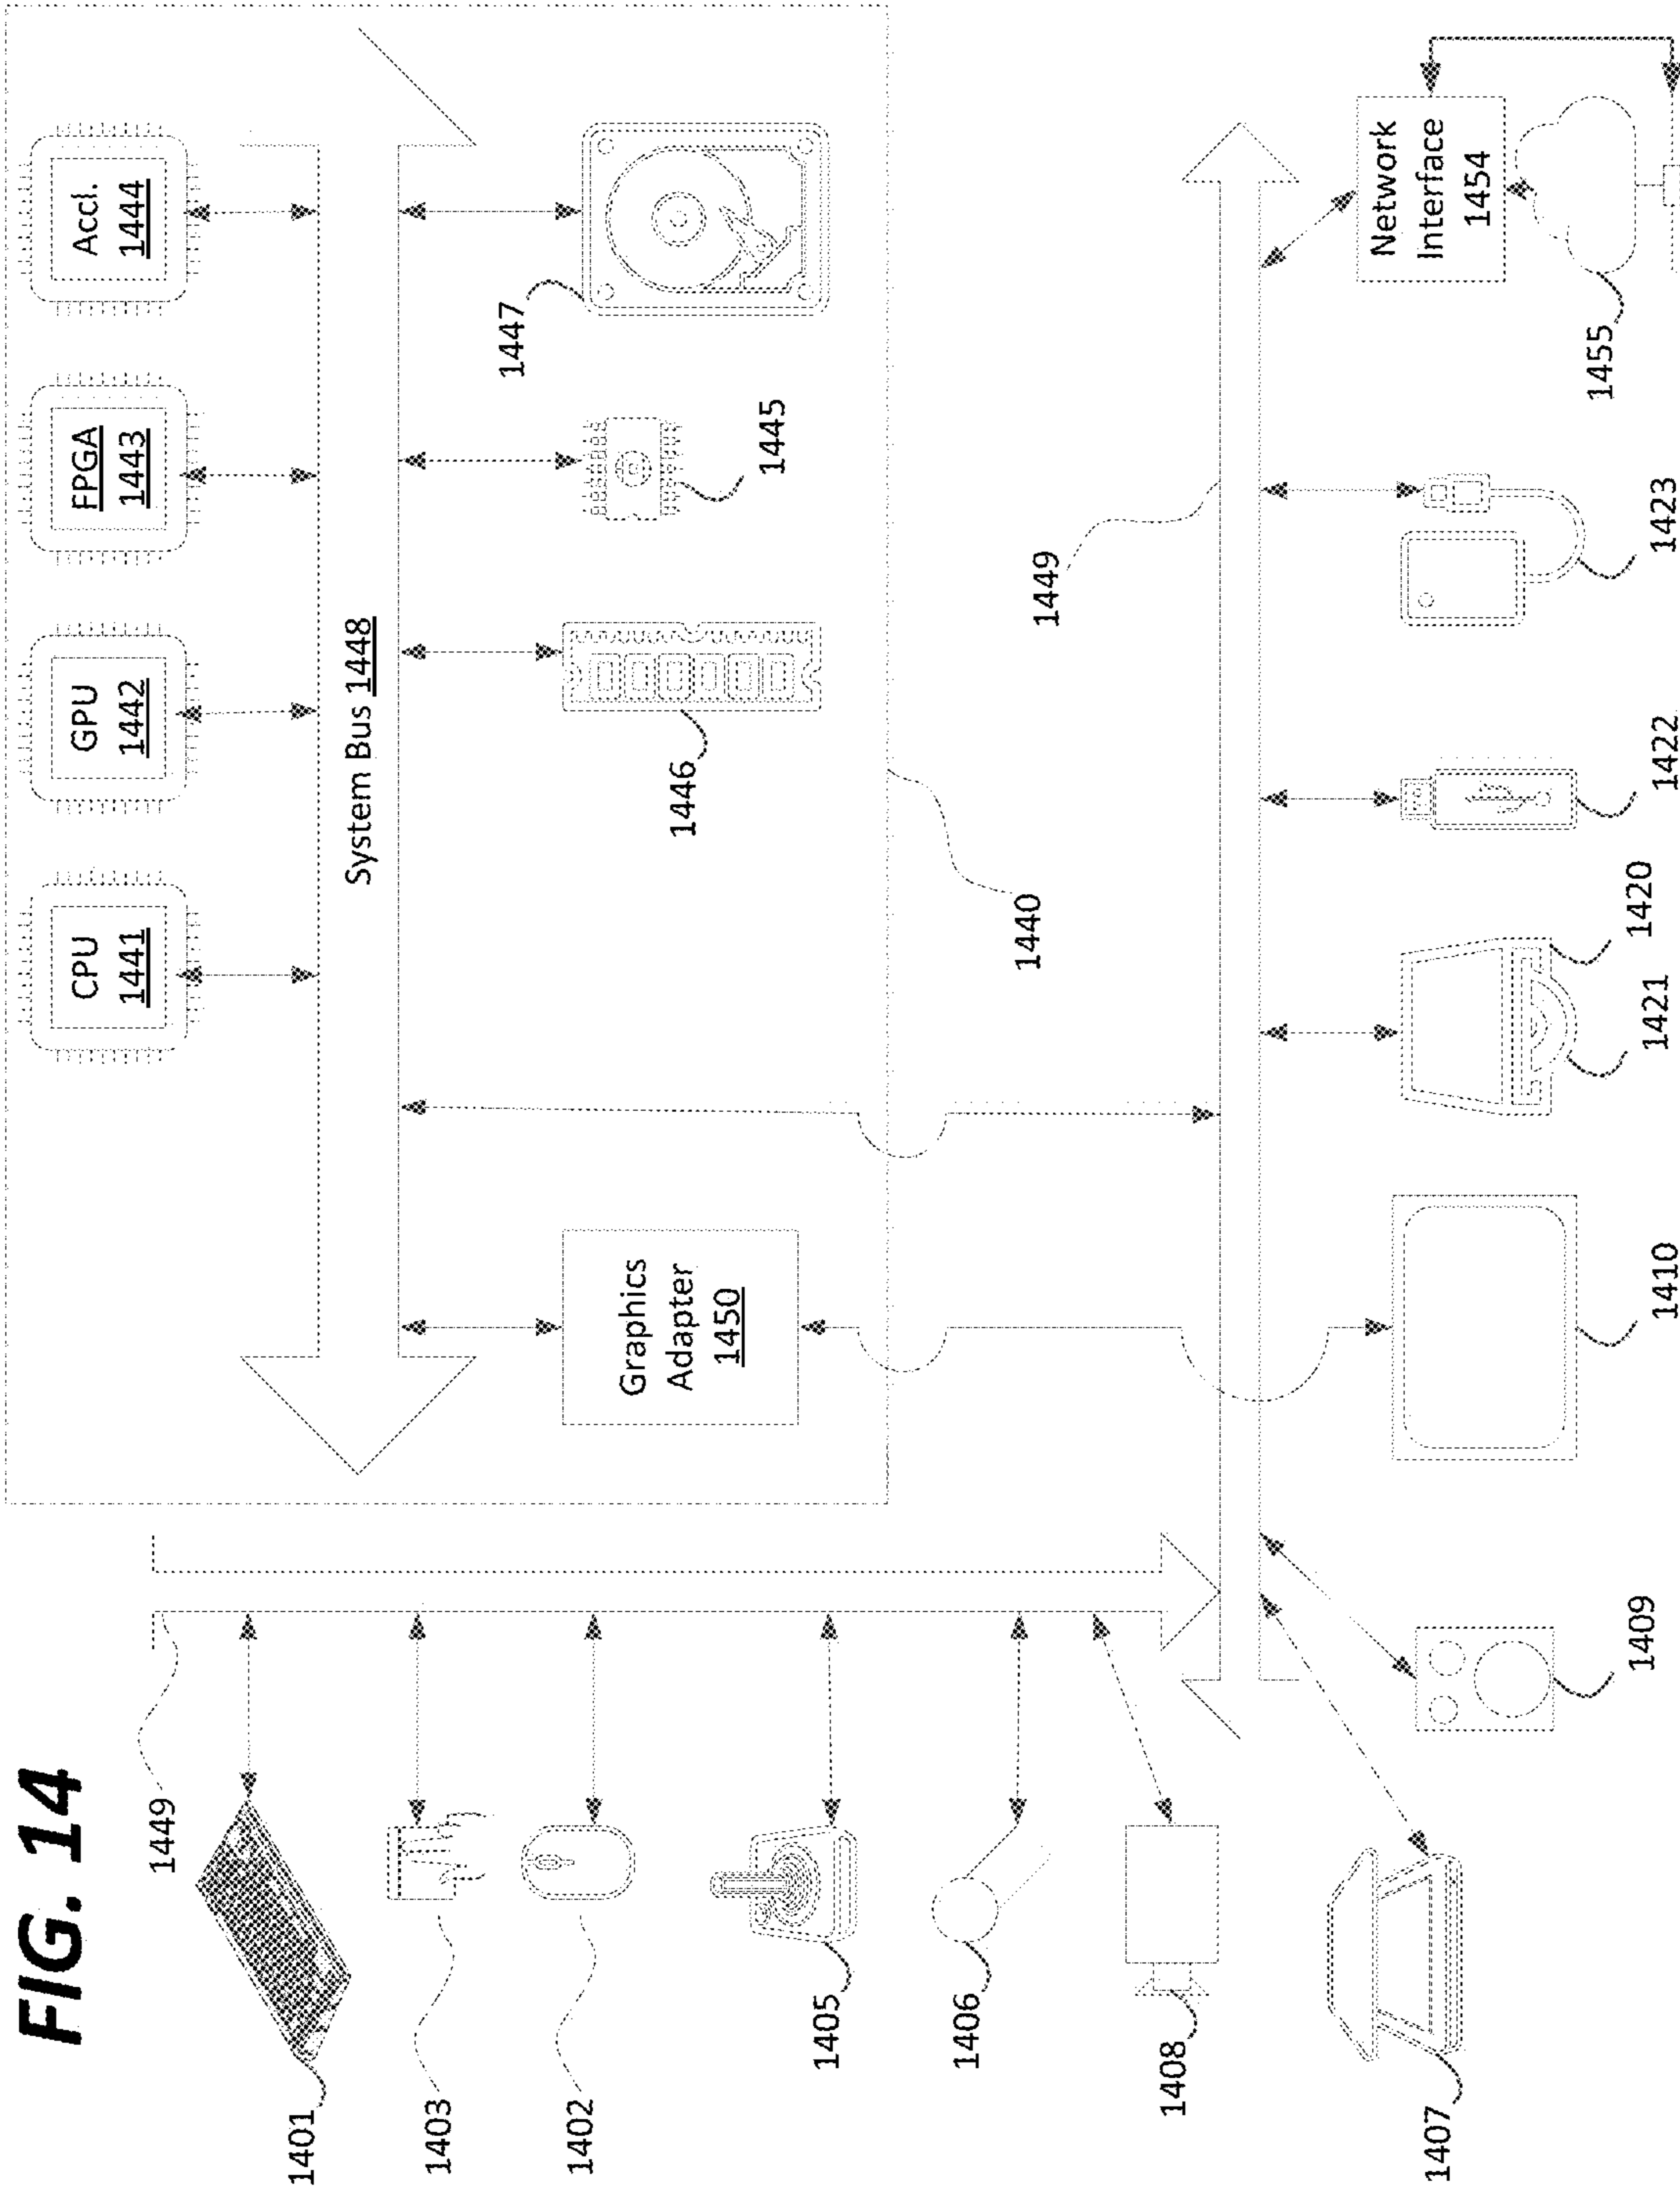 FIG. 14
1449
1401
1403
1402
1405
1406
1408
1407
CPU
1441
GPU
1442
FPGA
1443
Accl.
1444
System Bus 1448
Graphics
Adapter
1450
1446
1445
1447
1440
1449
1409
1410
1421
1420
1422
1423
Network
Interface
1454
1455